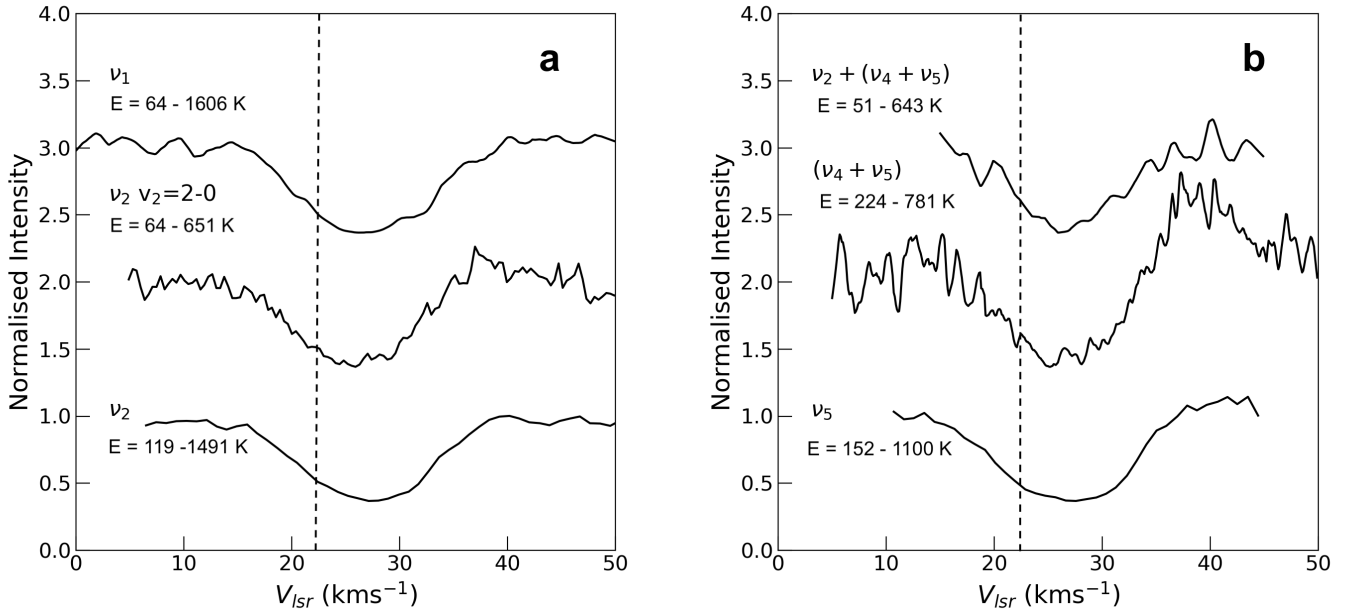 4.0
3.5
3.0
2.5
2.0
1.5
1.0
0.5
0.0
0 10 20 30 40 50
Normalised Intensity
V_lsr (kms⁻¹)
a
ν₁
E = 64 - 1606 K
ν₂ v₂=2-0
E = 64 - 651 K
ν₂
E = 119 -1491 K
4.0
3.5
3.0
2.5
2.0
1.5
1.0
0.5
0.0
0 10 20 30 40 50
Normalised Intensity
V_lsr (kms⁻¹)
b
ν₂ + (ν₄ + ν₅)
E = 51 - 643 K
(ν₄ + ν₅)
E = 224 - 781 K
ν₅
E = 152 - 1100 K